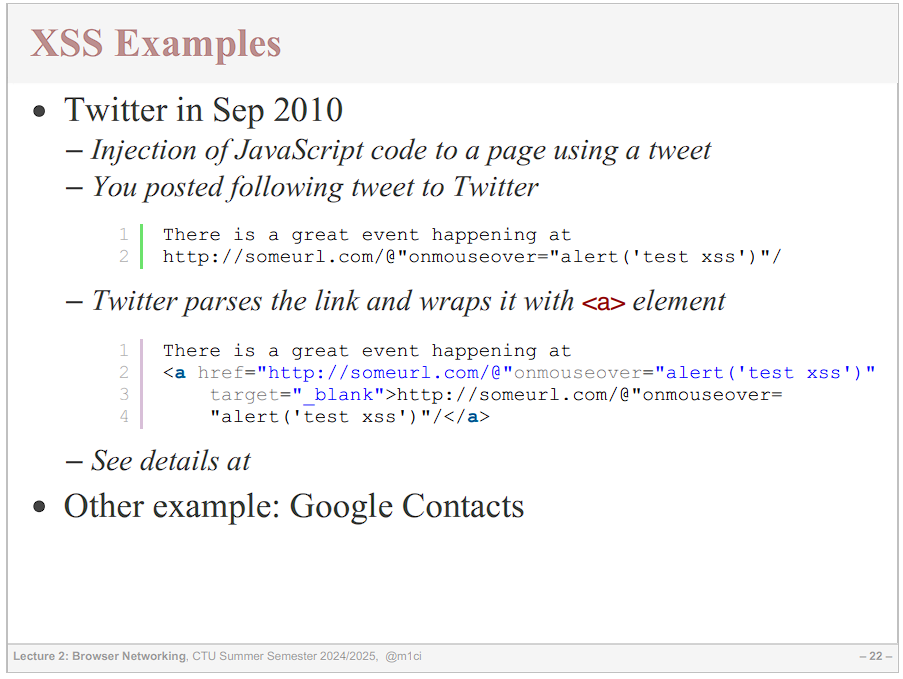 XSS Examples
• Twitter in Sep 2010
– Injection of JavaScript code to a page using a tweet
– You posted following tweet to Twitter
1 There is a great event happening at
2 http://someurl.com/@"onmouseover="alert('test xss')"/
– Twitter parses the link and wraps it with <a> element
1 There is a great event happening at
2 <a href="http://someurl.com/@"onmouseover="alert('test xss')"
3 target="_blank">http://someurl.com/@"onmouseover=
4 "alert('test xss')"/</a>
– See details at
• Other example: Google Contacts
Lecture 2: Browser Networking, CTU Summer Semester 2024/2025, @m1ci – 22 –